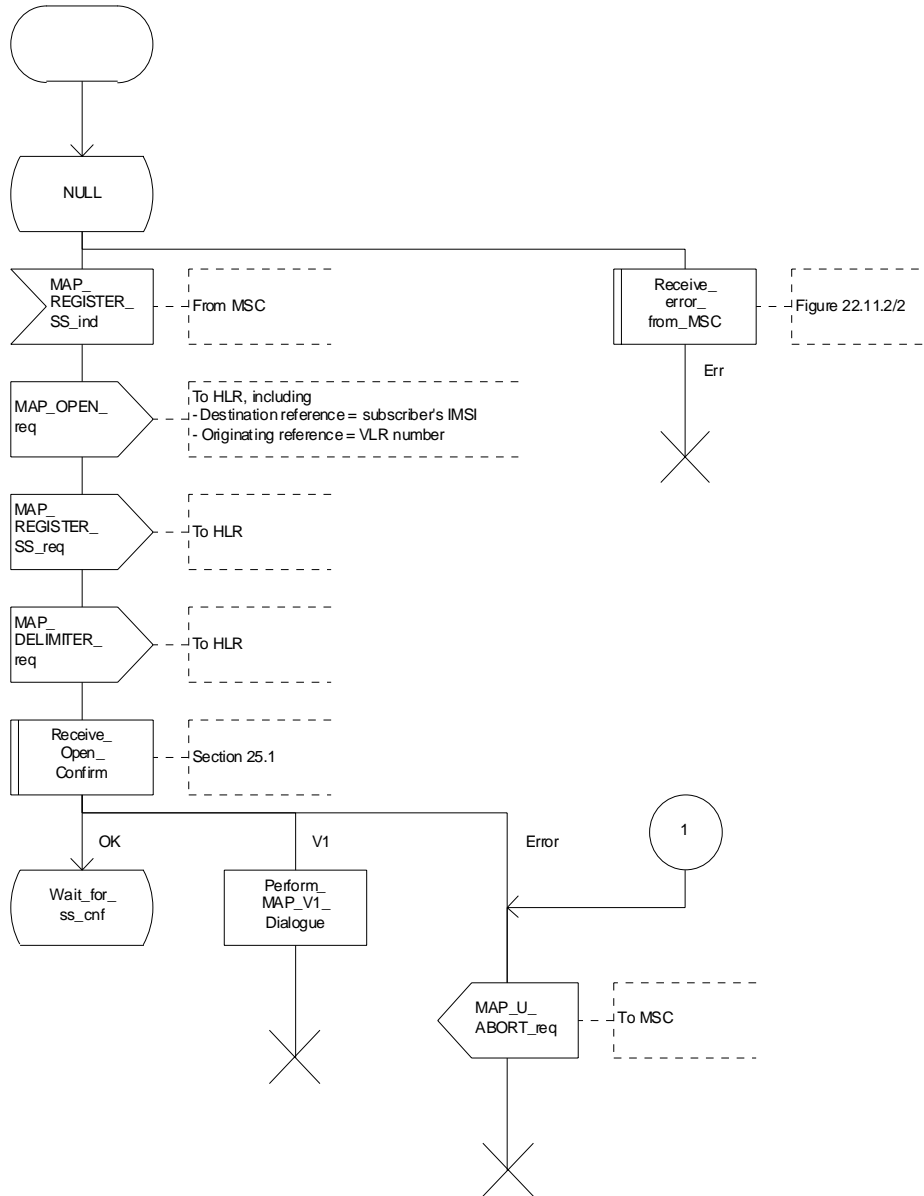 NULL
MAP_
REGISTER_
SS_ind
From MSC
Receive_
error_
from_MSC
Figure 22.11.2/2
Err
MAP_OPEN_
req
To HLR, including
- Destination reference = subscriber's IMSI
- Originating reference = VLR number
MAP_
REGISTER_
SS_req
To HLR
MAP_
DELIMITER_
req
To HLR
Receive_
Open_
Confirm
Section 25.1
OK
V1
Error
1
Wait_for_
ss_cnf
Perform_
MAP_V1_
Dialogue
MAP_U_
ABORT_req
To MSC